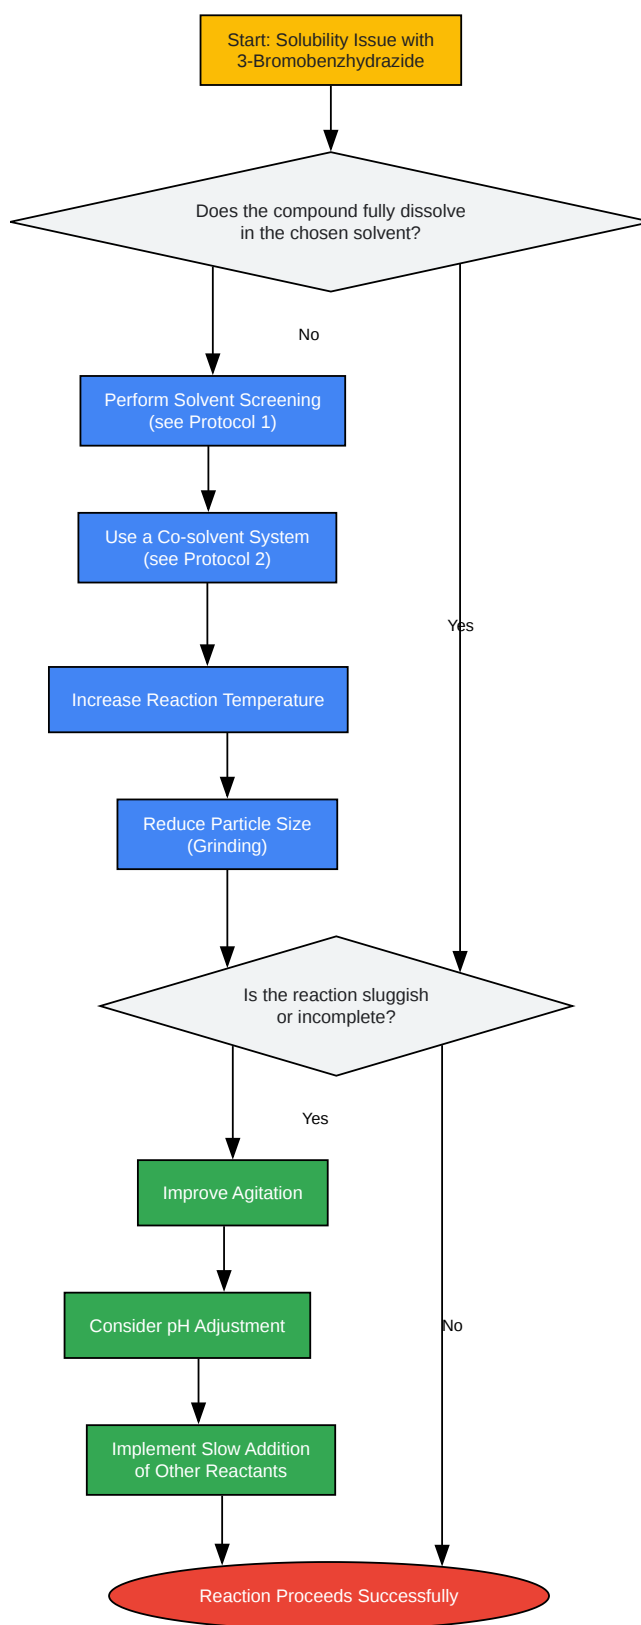 Start: Solubility Issue with
3-Bromobenzhydrazide
Does the compound fully dissolve
in the chosen solvent?
No
Perform Solvent Screening
(see Protocol 1)
Use a Co-solvent System
(see Protocol 2)
Yes
Increase Reaction Temperature
Reduce Particle Size
(Grinding)
Is the reaction sluggish
or incomplete?
Yes
Improve Agitation
Consider pH Adjustment
No
Implement Slow Addition
of Other Reactants
Reaction Proceeds Successfully